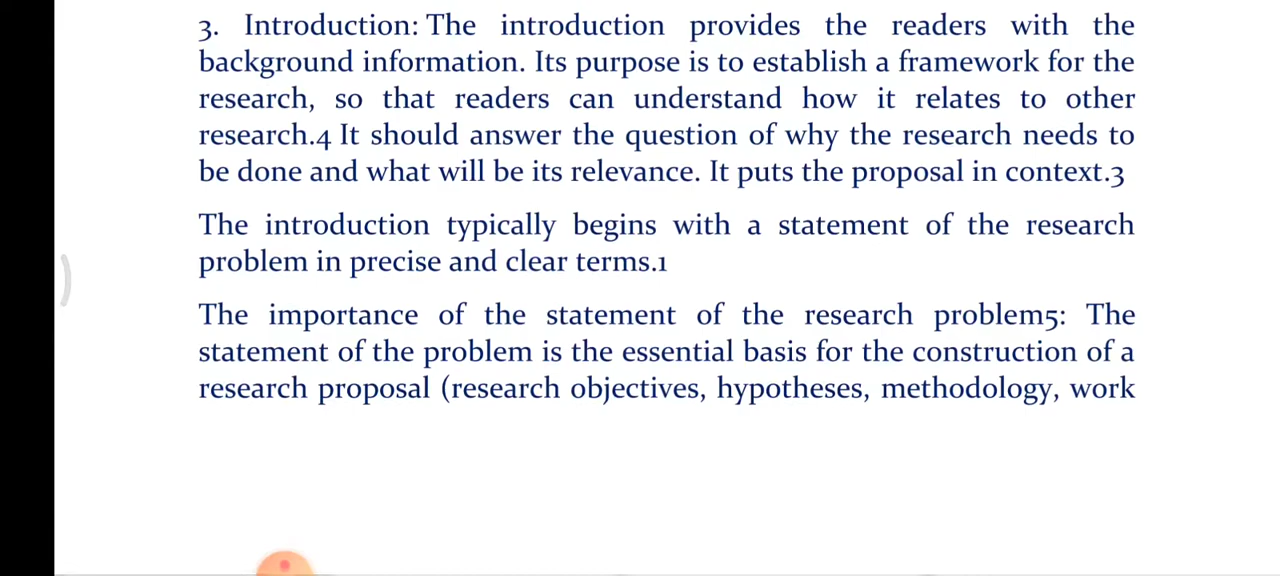 3. Introduction: The introduction provides the readers with the
background information. Its purpose is to establish a framework for the
research, so that readers can understand how it relates to other
research.4 It should answer the question of why the research needs to
be done and what will be its relevance. It puts the proposal in context.3
The introduction typically begins with a statement of the research
problem in precise and clear terms.1
The importance of the statement of the research problem5: The
statement of the problem is the essential basis for the construction of a
research proposal (research objectives, hypotheses, methodology, work